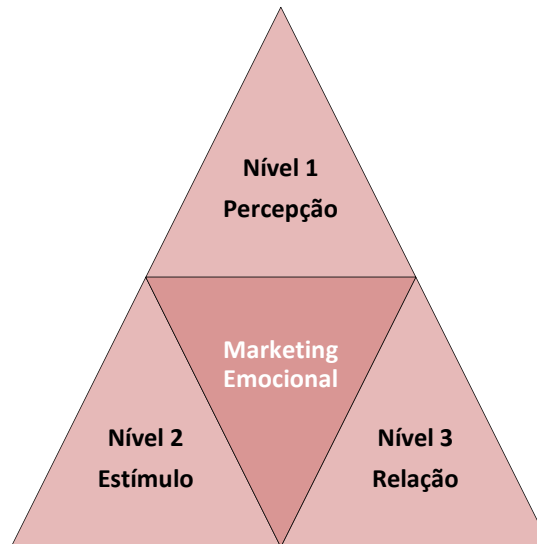 Nível 1
Percepção
Marketing
Emocional
Nível 2
Estímulo
Nível 3
Relação